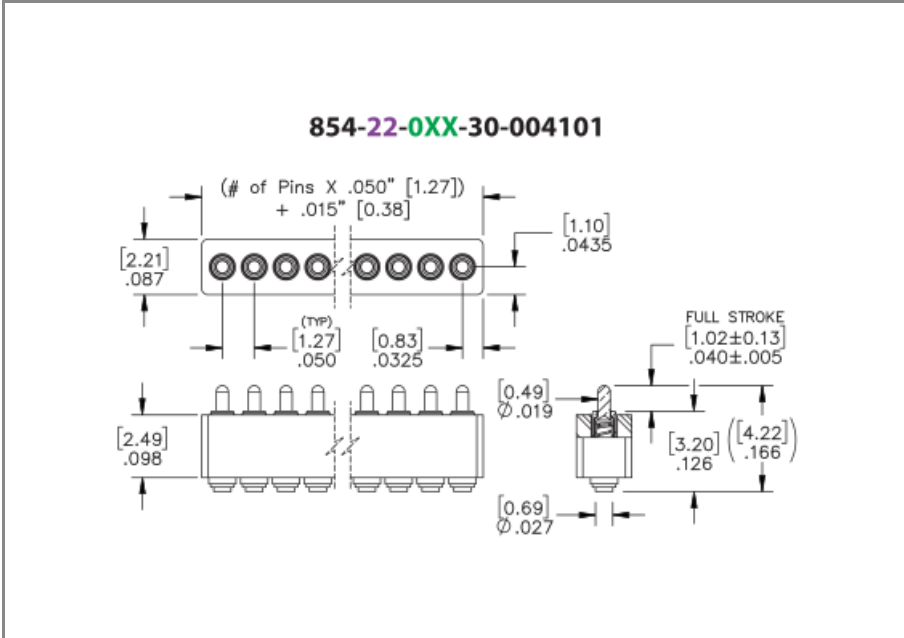 854-22-0XX-30-004101
(# of Pins X .050" [1.27])
+ .015" [0.38]
[1.10]
.0435
[2.21]
.087
(TYP)
[1.27]
.050
[0.83]
.0325
FULL STROKE
[1.02±0.13]
.040±.005
[0.49]
Ø.019
[2.49]
.098
[3.20]
.126
([4.22]
.166)
[0.69]
Ø.027